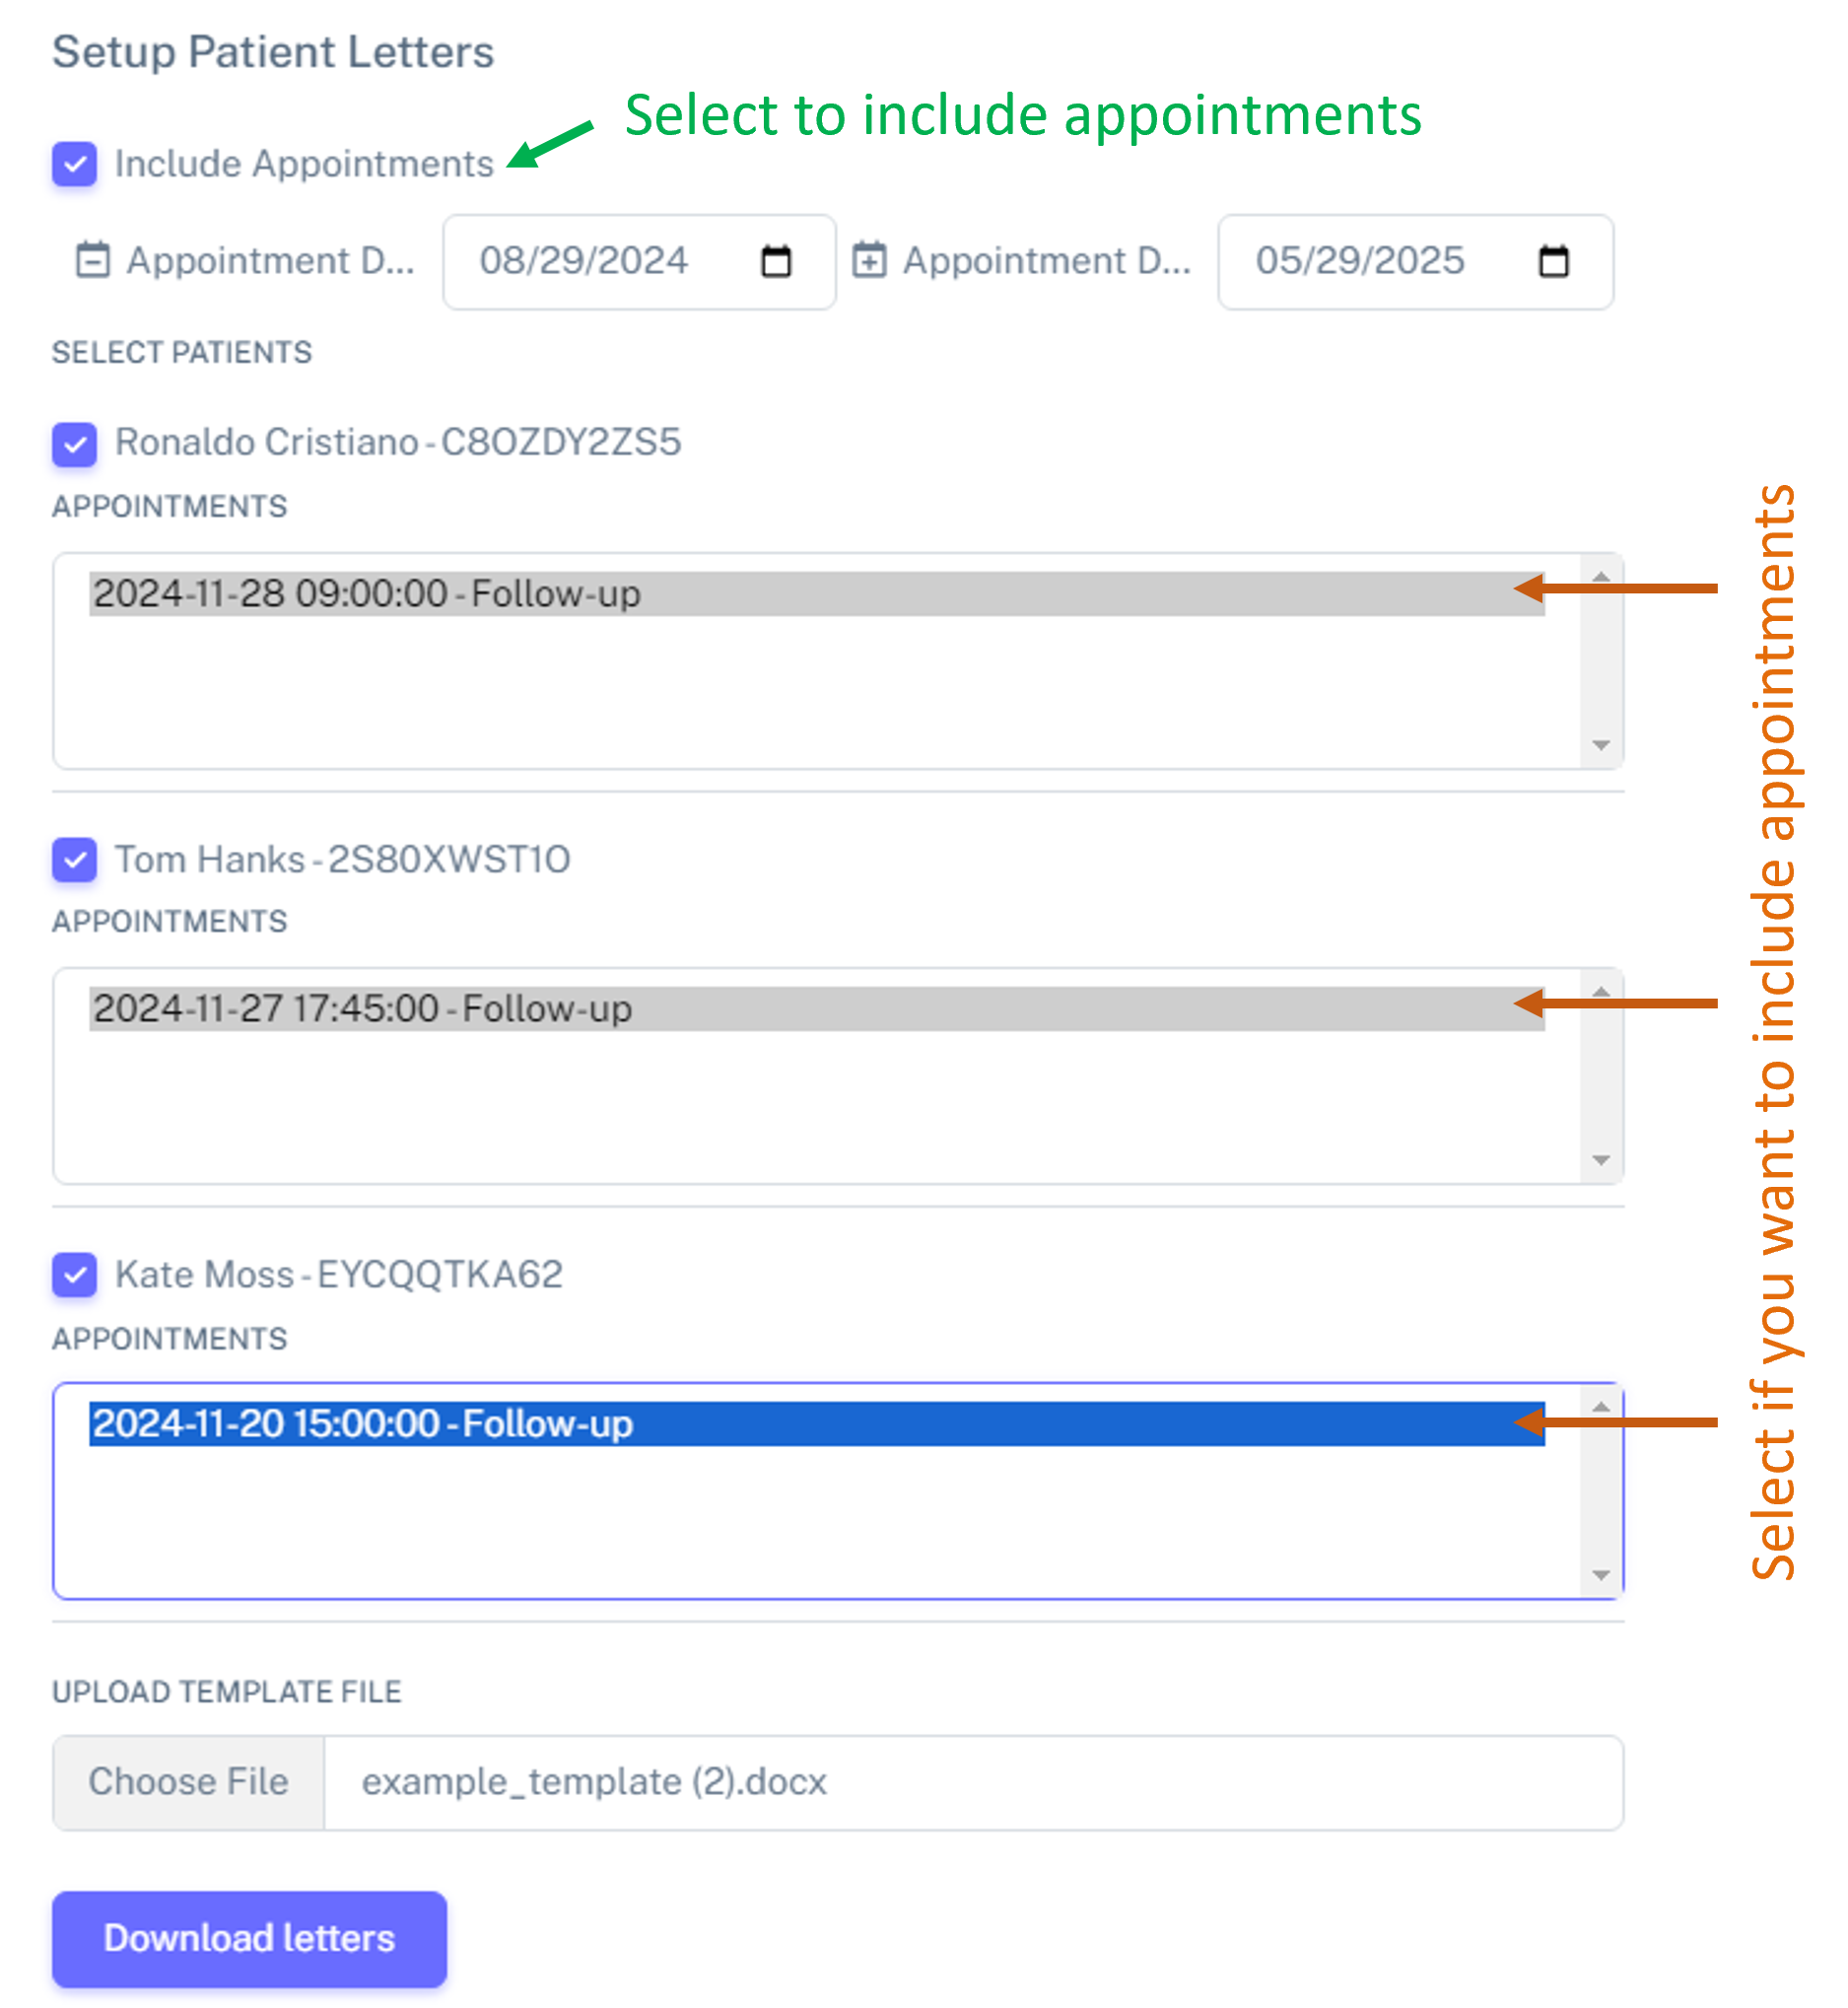 Setup Patient Letters
Select to include appointments
Include Appointments
Appointment D... 08/29/2024 Appointment D... 05/29/2025
SELECT PATIENTS
Ronaldo Cristiano - C8OZDY2ZS5
APPOINTMENTS
2024-11-28 09:00:00 - Follow-up
Tom Hanks - 2S80XWST1O
APPOINTMENTS
2024-11-27 17:45:00 - Follow-up
Kate Moss - EYCQQTKA62
APPOINTMENTS
2024-11-20 15:00:00 - Follow-up
Select if you want to include appointments
UPLOAD TEMPLATE FILE
Choose File example_template (2).docx
Download letters